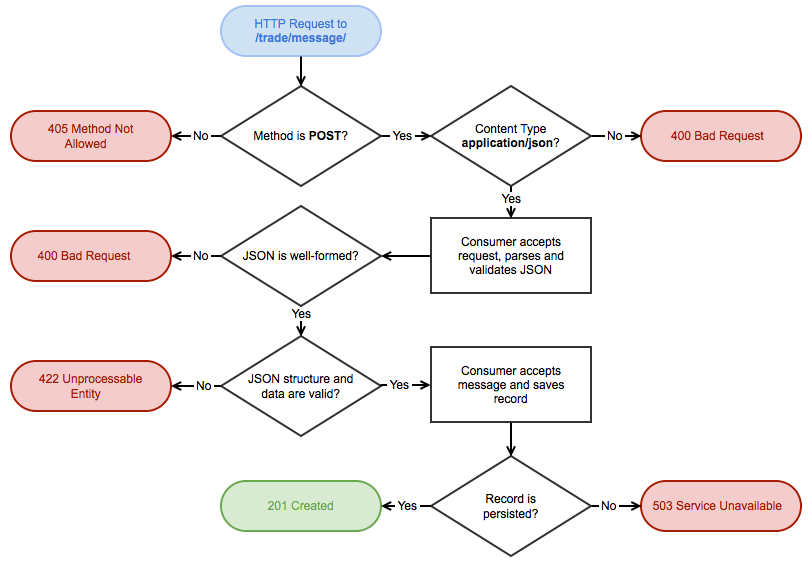 HTTP Request to
/trade/message/
405 Method Not
Allowed
No
Method is POST?
Yes
Content Type
application/json?
No
400 Bad Request
Yes
400 Bad Request
No
JSON is well-formed?
Consumer accepts
request, parses and
validates JSON
Yes
422 Unprocessable
Entity
No
JSON structure and
data are valid?
Yes
Consumer accepts
message and saves
record
201 Created
Yes
Record is
persisted?
No
503 Service Unavailable